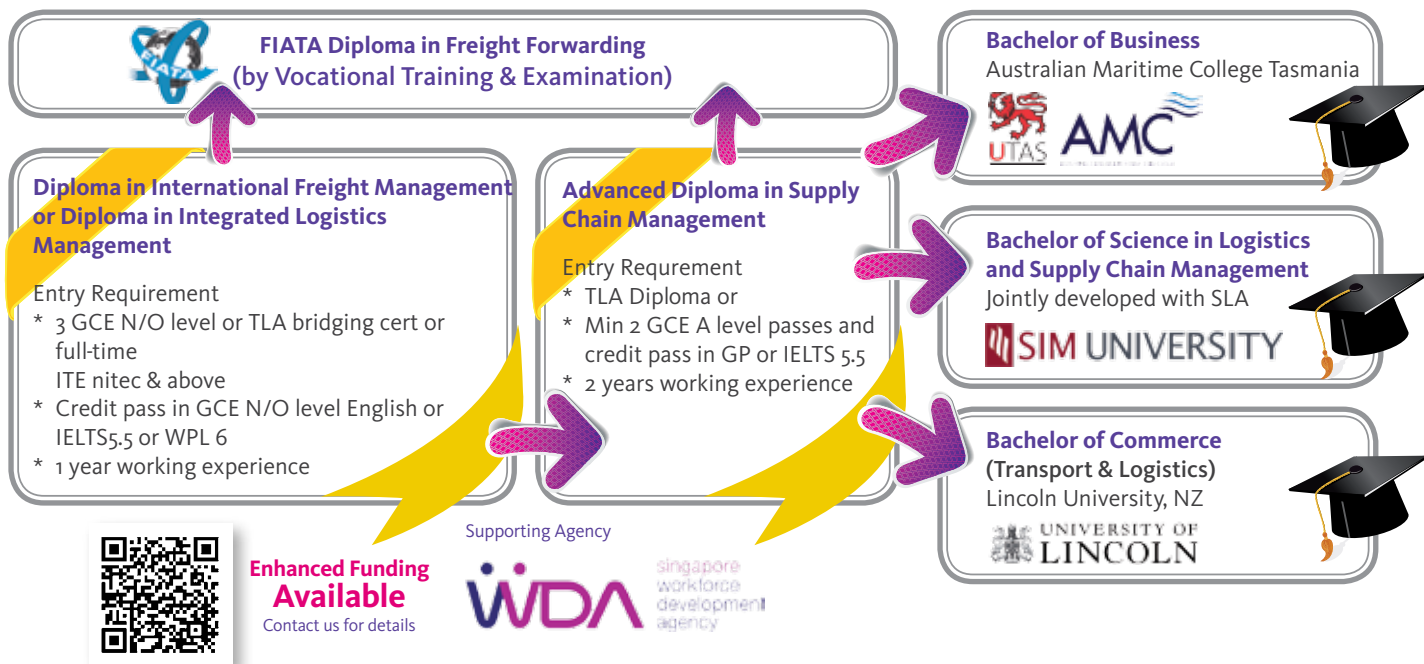 FIATA
FIATA Diploma in Freight Forwarding
(by Vocational Training & Examination)
Diploma in International Freight Management
or Diploma in Integrated Logistics
Management
Entry Requirement
* 3 GCE N/O level or TLA bridging cert or
full-time
ITE nitec & above
* Credit pass in GCE N/O level English or
IELTS5.5 or WPL 6
* 1 year working experience
Advanced Diploma in Supply
Chain Management
Entry Requrement
* TLA Diploma or
* Min 2 GCE A level passes and
credit pass in GP or IELTS 5.5
* 2 years working experience
Bachelor of Business
Australian Maritime College Tasmania
UTAS
AMC
Bachelor of Science in Logistics
and Supply Chain Management
Jointly developed with SLA
SIM UNIVERSITY
Bachelor of Commerce
(Transport & Logistics)
Lincoln University, NZ
UNIVERSITY OF
LINCOLN
Enhanced Funding
Available
Contact us for details
Supporting Agency
WDA
singapore
workforce
development
agency